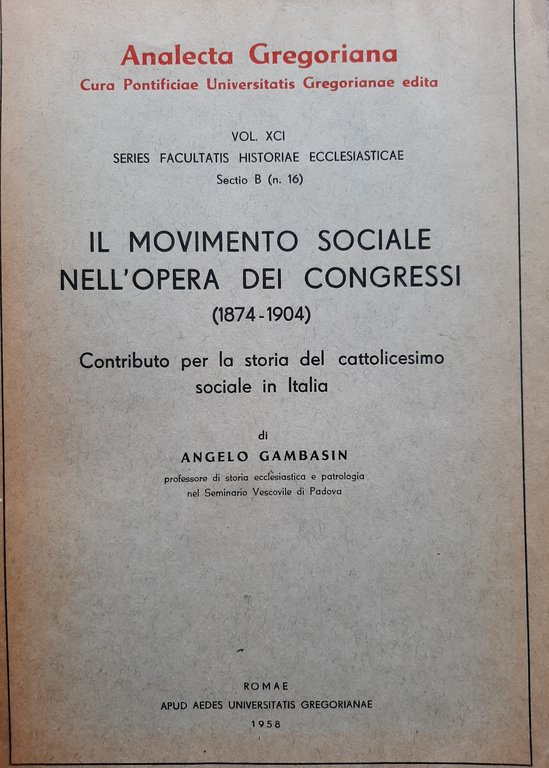 Analecta Gregoriana
Cura Pontificiae Universitatis Gregorianae edita
VOL. XCI
SERIES FACULTATIS HISTORIAE ECCLESIASTICAE
Sectio B (n. 16)
IL MOVIMENTO SOCIALE
NELL'OPERA DEI CONGRESSI
(1874-1904)
Contributo per la storia del cattolicesimo
sociale in Italia
di
ANGELO GAMBASIN
professore di storia ecclesiastica e patrologia
nel Seminario Vescovile di Padova
ROMAE
APUD AEDES UNIVERSITATIS GREGORIANAE
1958